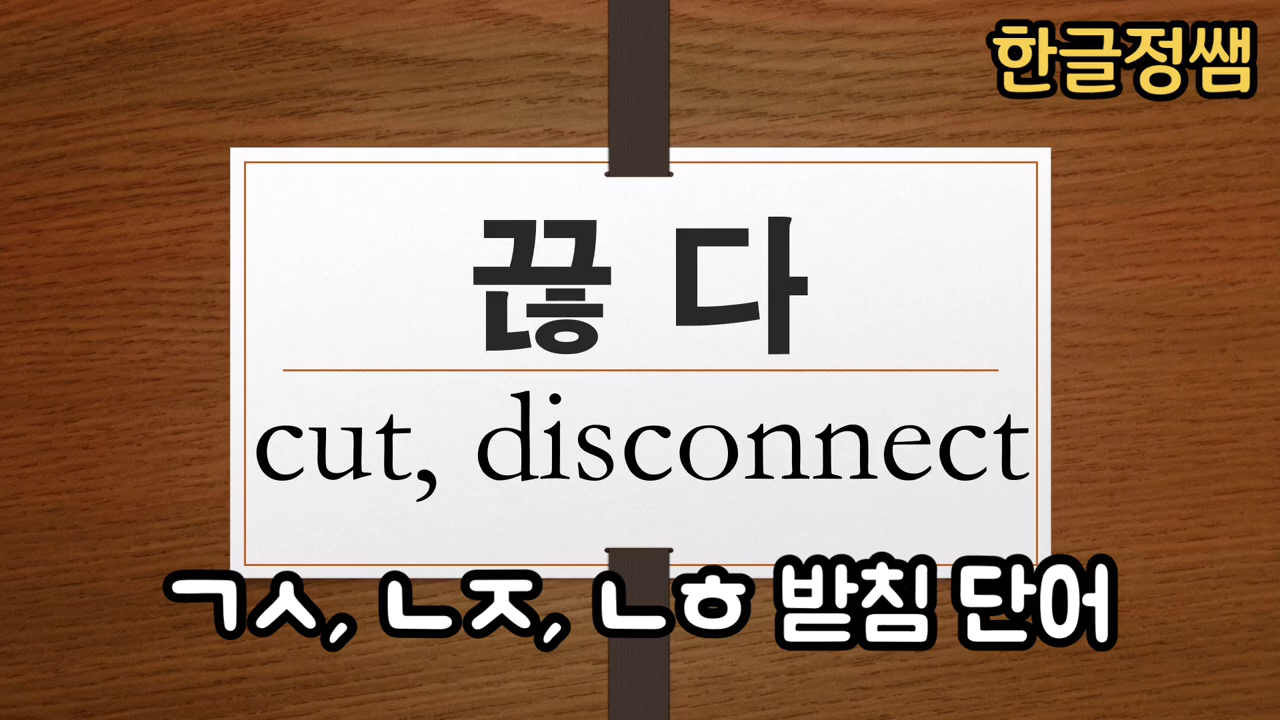 한글정쌤
끊 다
cut, disconnect
ㄱㅅ, ㄴㅈ, ㄴㅎ 받침 단어